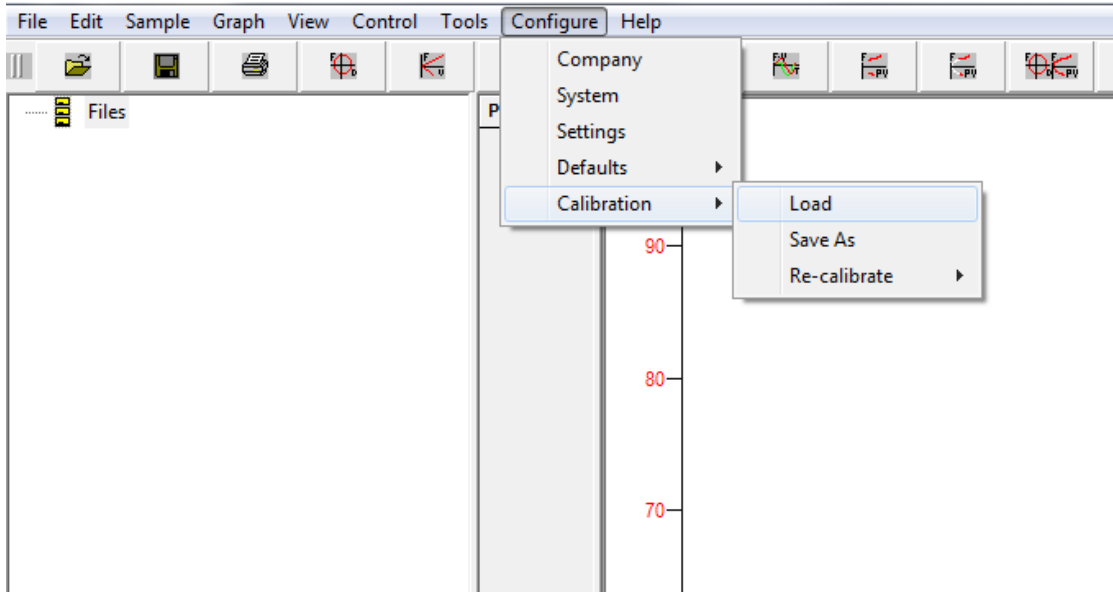 File Edit Sample Graph View Control Tools Configure Help
Company
System
Settings
Defaults
Calibration
Load
Save As
Re-calibrate
Files
P
90
80
70